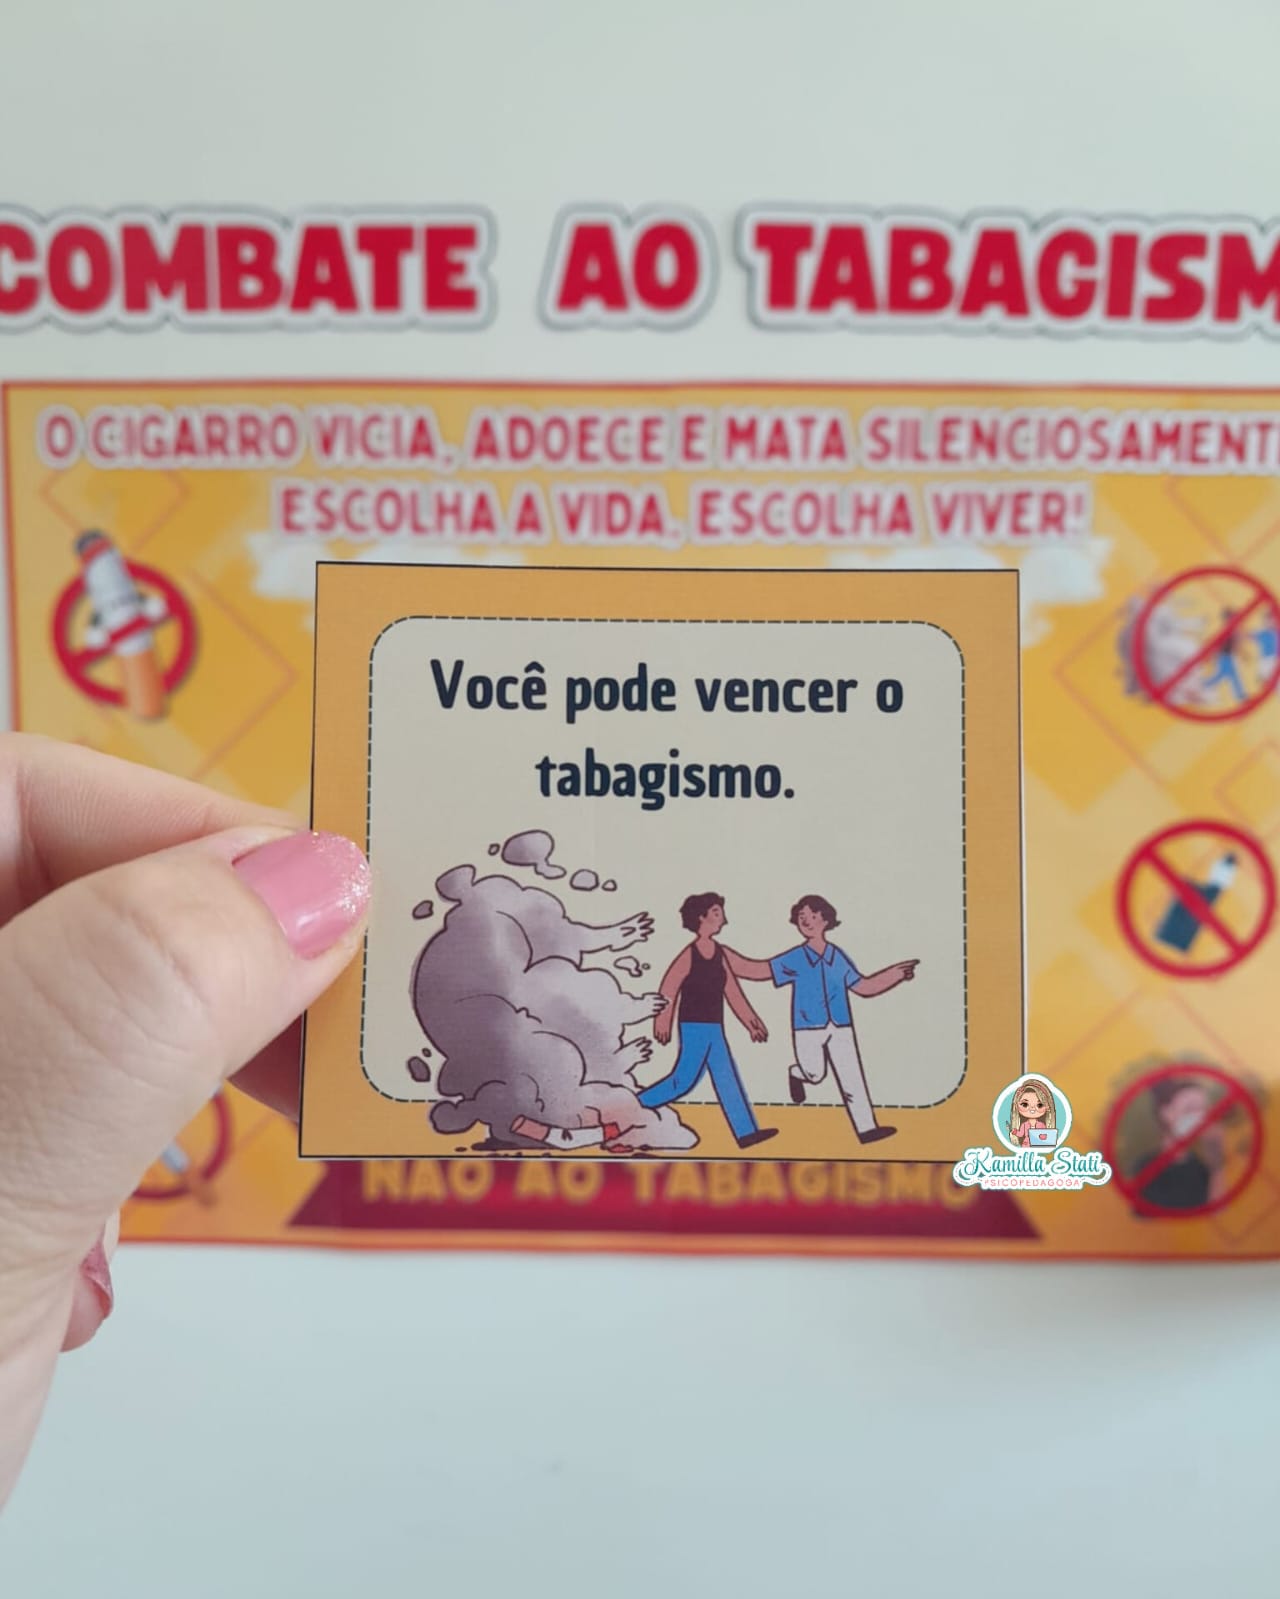 COMBATE AO TABAGISM
O CIGARRO VICIA, ADOECE E MATA SILENCIOSAMENT
ESCOLHA A VIDA, ESCOLHA VIVER!
Você pode vencer o
tabagismo.
Kamilla Stati
PSICOPEDAGOGA
NÃO AO TABAGISMO